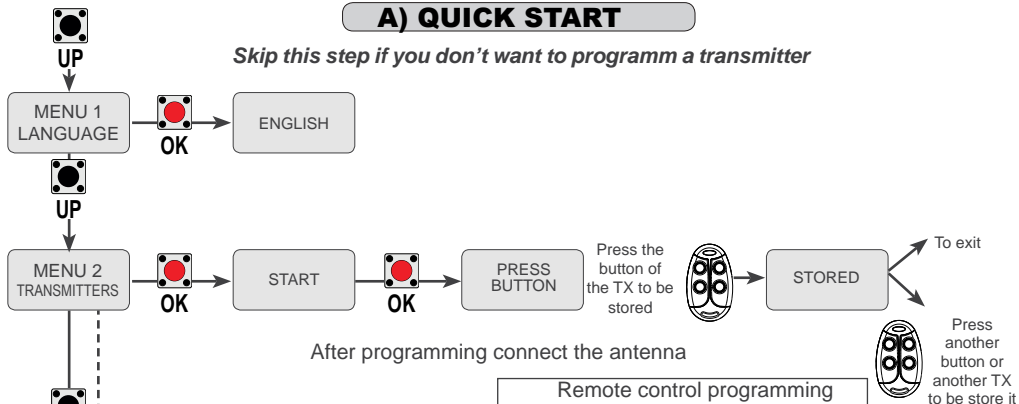 A) QUICK START
UP
Skip this step if you don't want to programm a transmitter
MENU 1
LANGUAGE
OK
ENGLISH
UP
MENU 2
TRANSMITTERS
OK
START
OK
PRESS
BUTTON
Press the
button of
the TX to be
stored
STORED
To exit
Press
another
button or
another TX
to be store it
After programming connect the antenna
Remote control programming